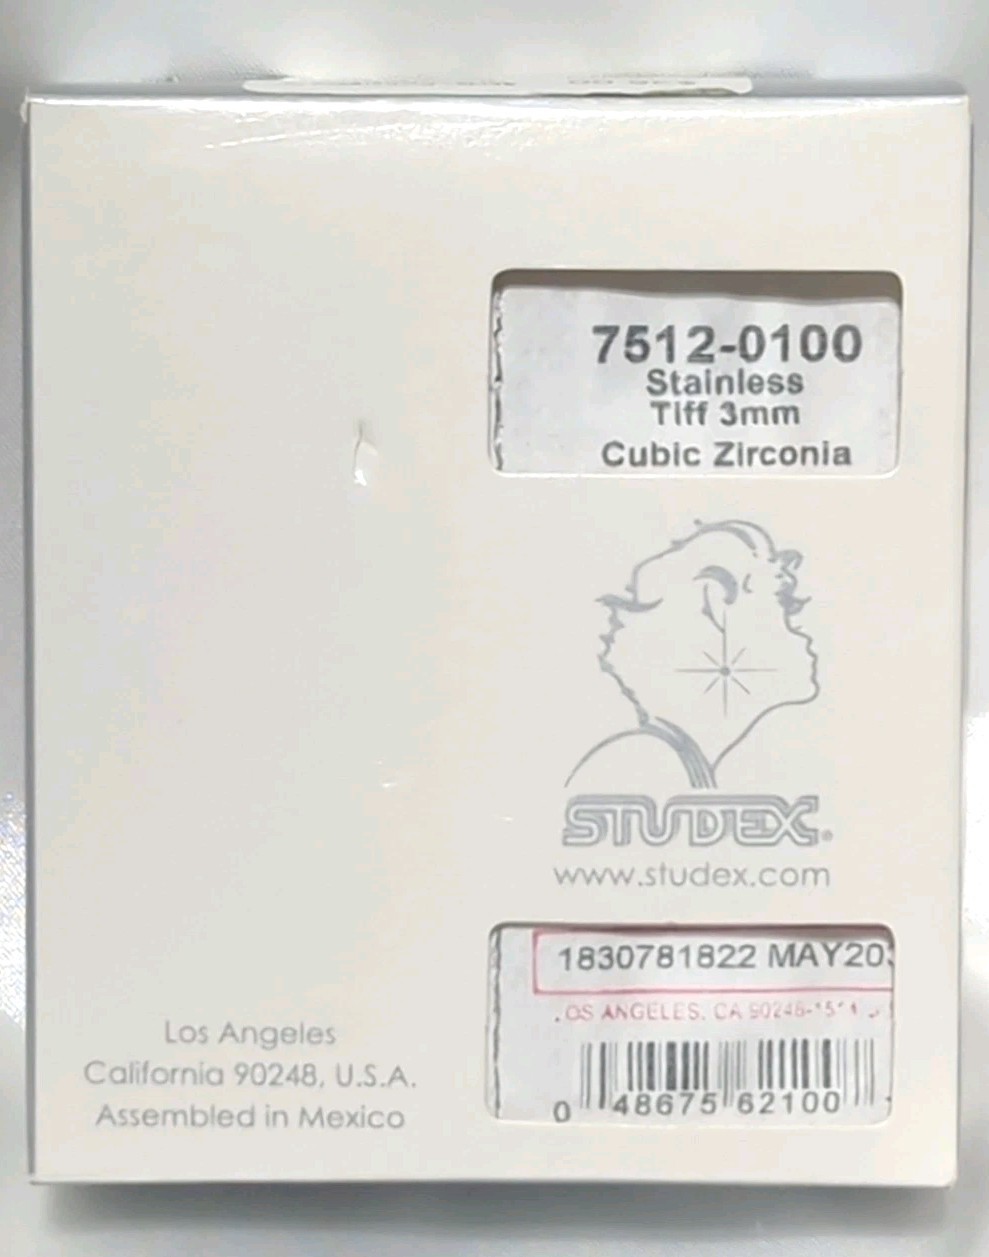 7512-0100
Stainless
Tiff 3mm
Cubic Zirconia
STUDEX®
www.studex.com
1830781822 MAY20
LOS ANGELES, CA 90248-1511
0 48675 62100
Los Angeles
California 90248, U.S.A.
Assembled in Mexico